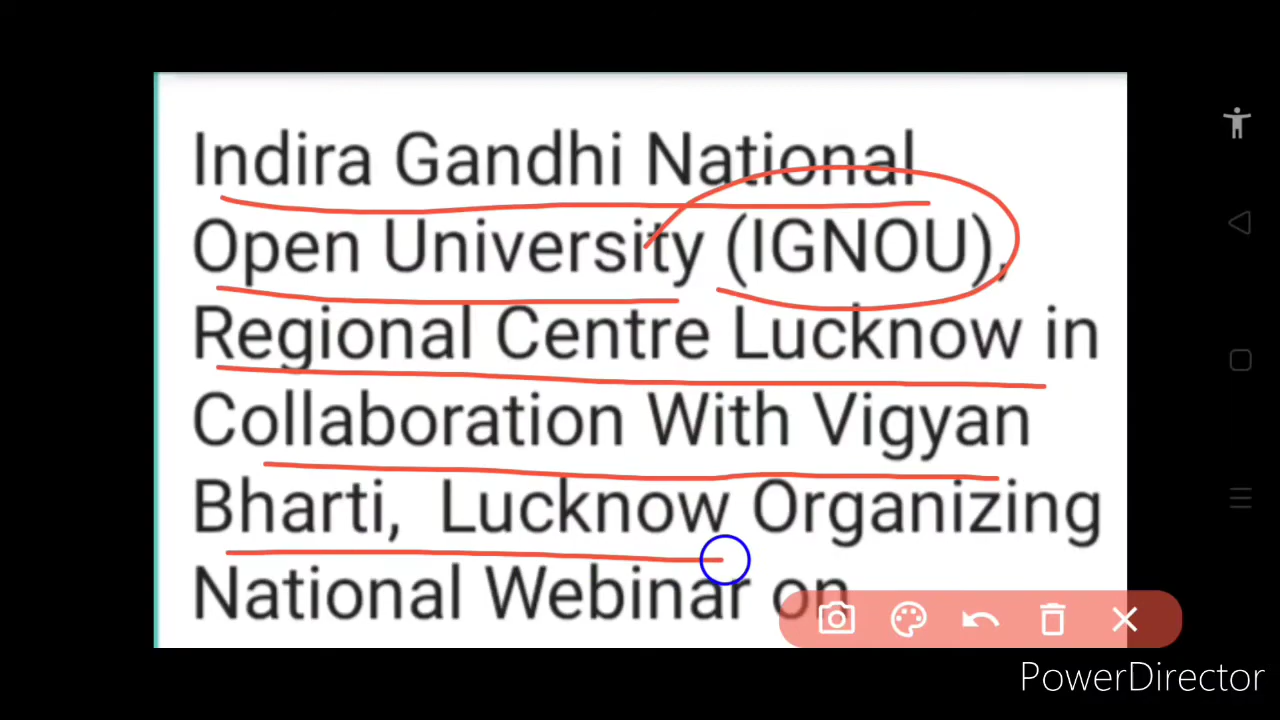 Indira Gandhi National
Open University (IGNOU),
Regional Centre Lucknow in
Collaboration With Vigyan
Bharti, Lucknow Organizing
National Webinar on
PowerDirector